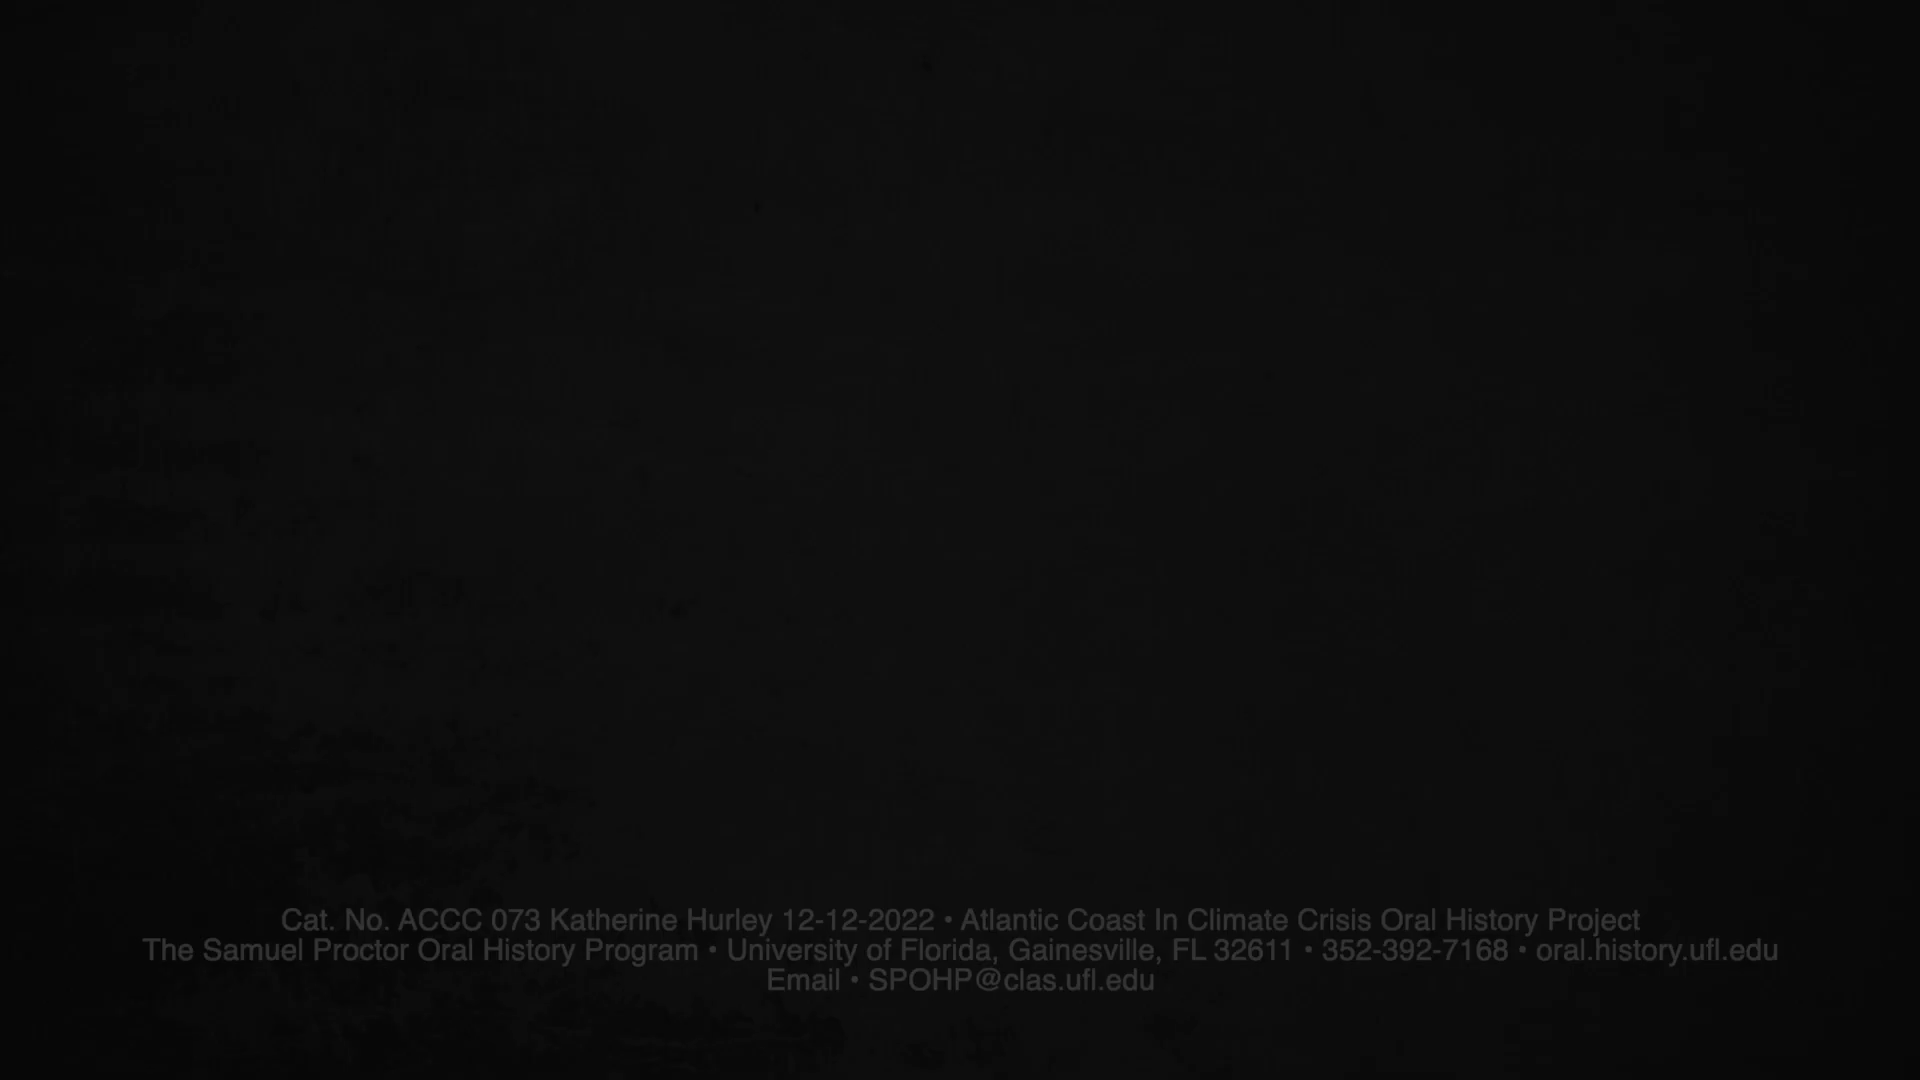 Cat. No. ACCC 073 Katherine Hurley 12-12-2022 • Atlantic Coast In Climate Crisis Oral History Project
The Samuel Proctor Oral History Program • University of Florida, Gainesville, FL 32611 • 352-392-7168 • oral.history.ufl.edu
Email • SPOHP@clas.ufl.edu